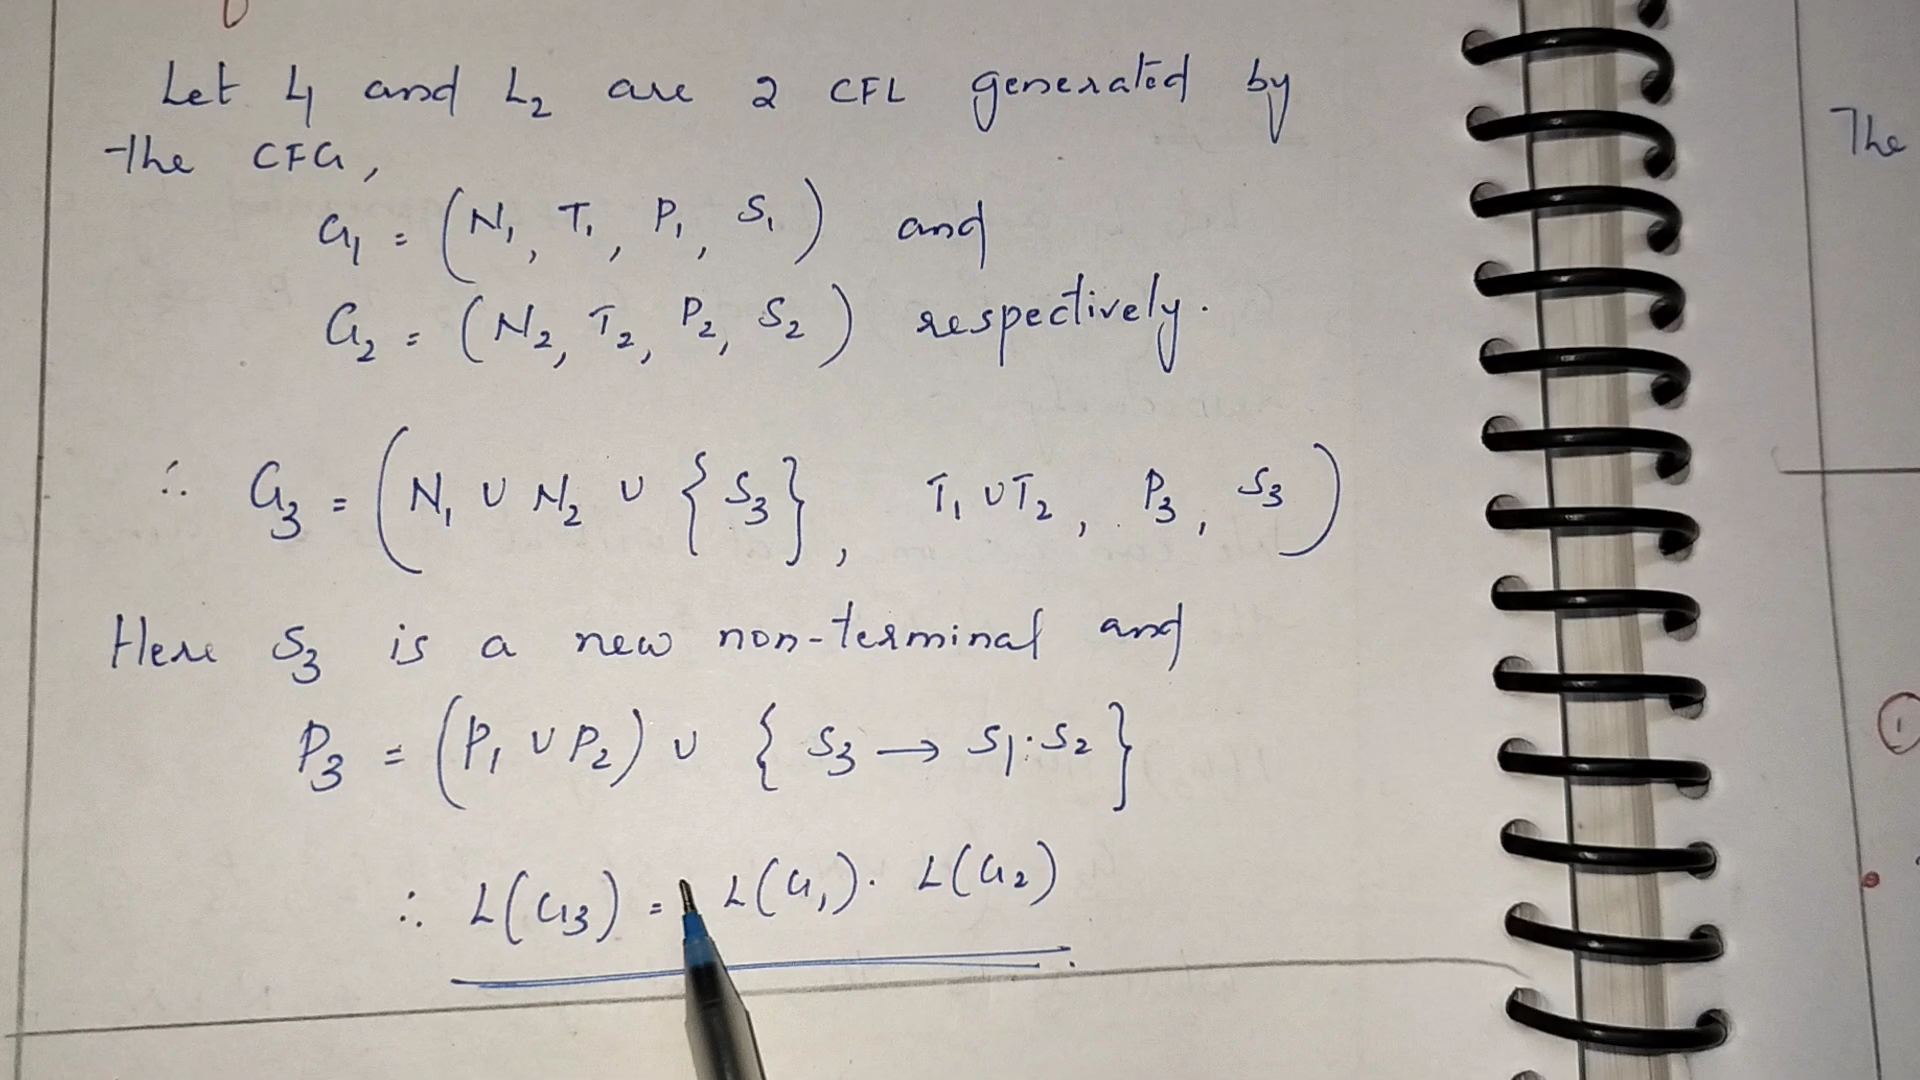 Let L1 and L2 are 2 CFL generated by
the CFG,
G1 = (N1, T1, P1, S1) and
G2 = (N2, T2, P2, S2) respectively.
∴ G3 = (N1 ∪ N2 ∪ {S3}, T1 ∪ T2, P3, S3)
Here S3 is a new non-terminal and
P3 = (P1 ∪ P2) ∪ {S3 → S1·S2}
∴ L(G3) = L(G1) · L(G2)
The
1